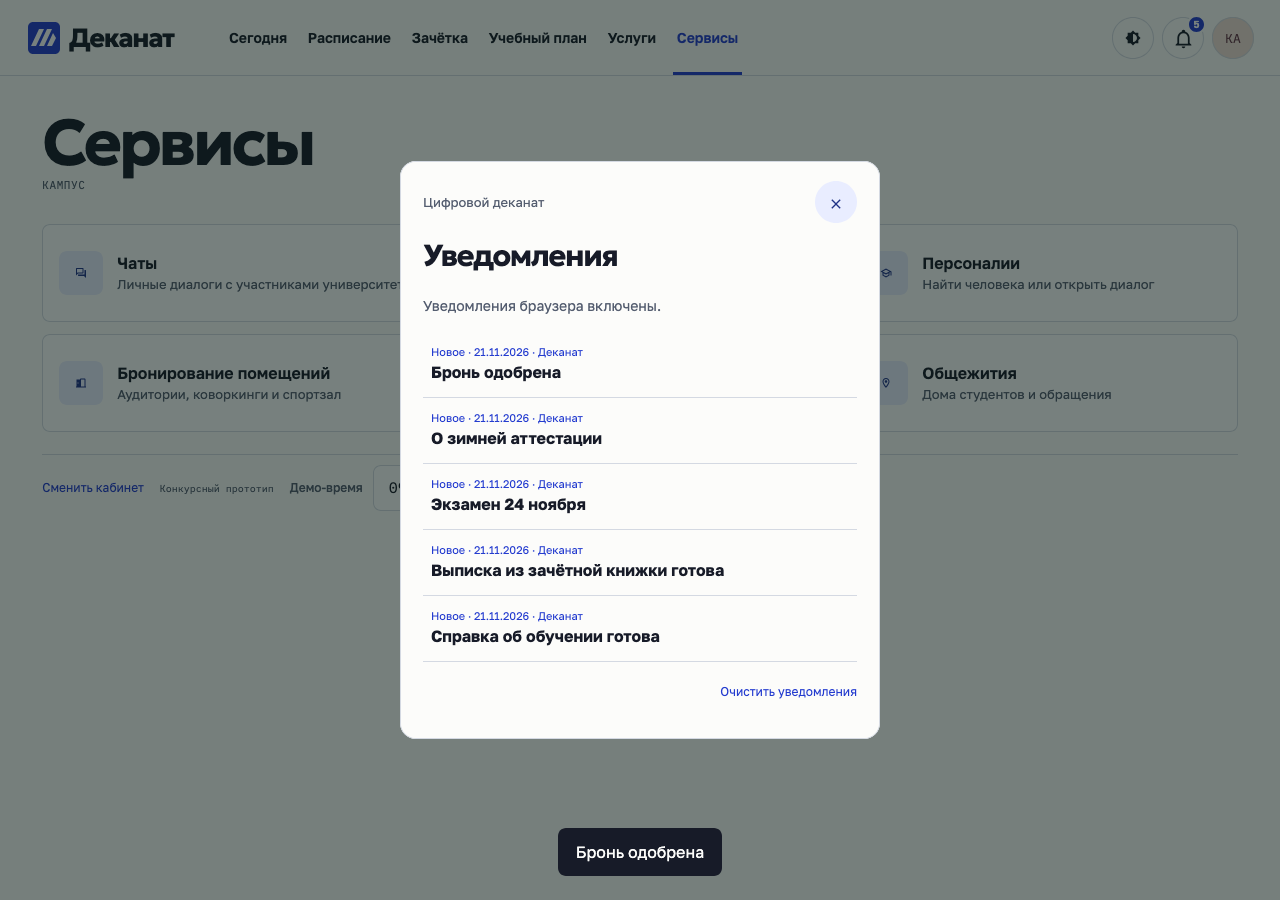 Деканат
Сегодня Расписание Зачётка Учебный план Услуги Сервисы
5
КА
Сервисы
КАМПУС
Чаты
Личные диалоги с участниками
Персоналии
Найти человека или открыть диалог
Бронирование помещений
Аудитории, коворкинги и спортзал
Общежития
Дома студентов и обращения
Сменить кабинет Конкурсный прототип Демо-время
Цифровой деканат
Уведомления
Уведомления браузера включены.
Новое · 21.11.2026 · Деканат
Бронь одобрена
Новое · 21.11.2026 · Деканат
О зимней аттестации
Новое · 21.11.2026 · Деканат
Экзамен 24 ноября
Новое · 21.11.2026 · Деканат
Выписка из зачётной книжки готова
Новое · 21.11.2026 · Деканат
Справка об обучении готова
Очистить уведомления
Бронь одобрена